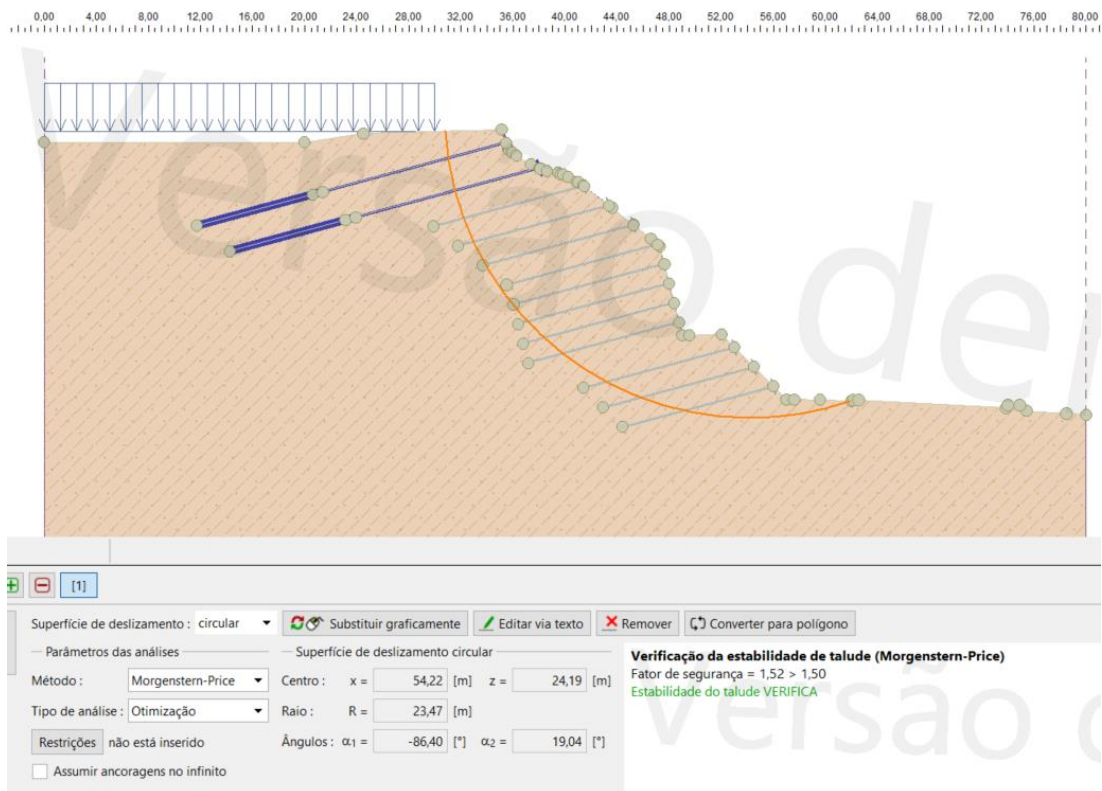 0,00 4,00 8,00 12,00 16,00 20,00 24,00 28,00 32,00 36,00 40,00 44,00 48,00 52,00 56,00 60,00 64,00 68,00 72,00 76,00 80,00
Versão de
[1]
Superfície de deslizamento : circular Substituir graficamente Editar via texto Remover Converter para polígono
Parâmetros das análises Superfície de deslizamento circular
Método : Morgenstern-Price Centro : x = 54,22 [m] z = 24,19 [m]
Tipo de análise : Otimização Raio : R = 23,47 [m]
Restrições não está inserido Ângulos : α1 = -86,40 [°] α2 = 19,04 [°]
Assumir ancoragens no infinito
Verificação da estabilidade de talude (Morgenstern-Price)
Fator de segurança = 1,52 > 1,50
Estabilidade do talude VERIFICA
Versão